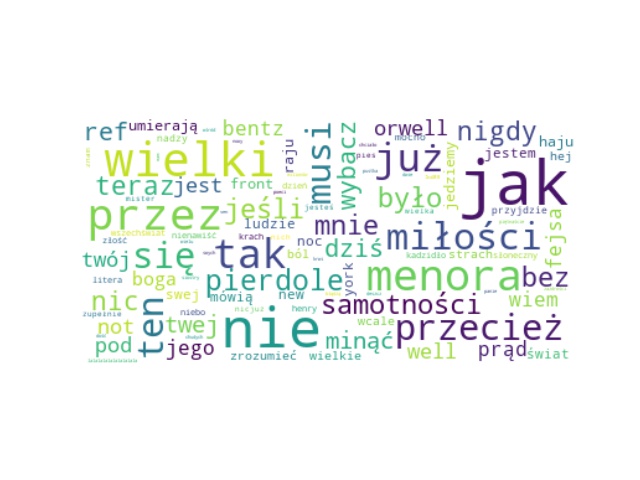 ref umierają bentz musi wybacz orwell nigdy
nadzy mocno haju
wielki raju już jestem hej
pies jedziemy
teraz jest front dzień jak
mister jesteś było
przez jeśli wielka przyjdzie
ludzie mnie miłości fejsa
wszechświat nienawiść krach
złość się tak noc dziś kadzidło strach słoneczny
twój ból
litera boga pierdole york menora bez
swej mówią new samotności
nic ten nicjuż henry wiem
zupełnie niebo
not twej nie wcale przecież
pod jego minąć
zrozumieć wielkie well prąd świat